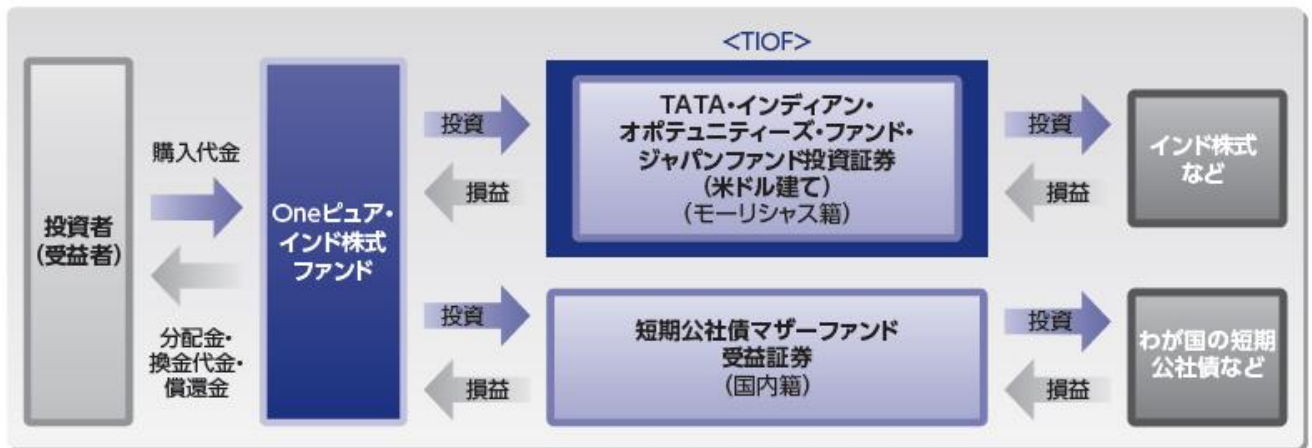 <TIOF>
投資者
(受益者)
購入代金
分配金・
換金代金・
償還金
Oneピュア・
インド株式
ファンド
投資
損益
TATA・インディアン・
オポテュニティーズ・ファンド・
ジャパンファンド投資証券
(米ドル建て)
(モーリシャス籍)
投資
損益
インド株式
など
投資
損益
短期公社債マザーファンド
受益証券
(国内籍)
投資
損益
わが国の短期
公社債など